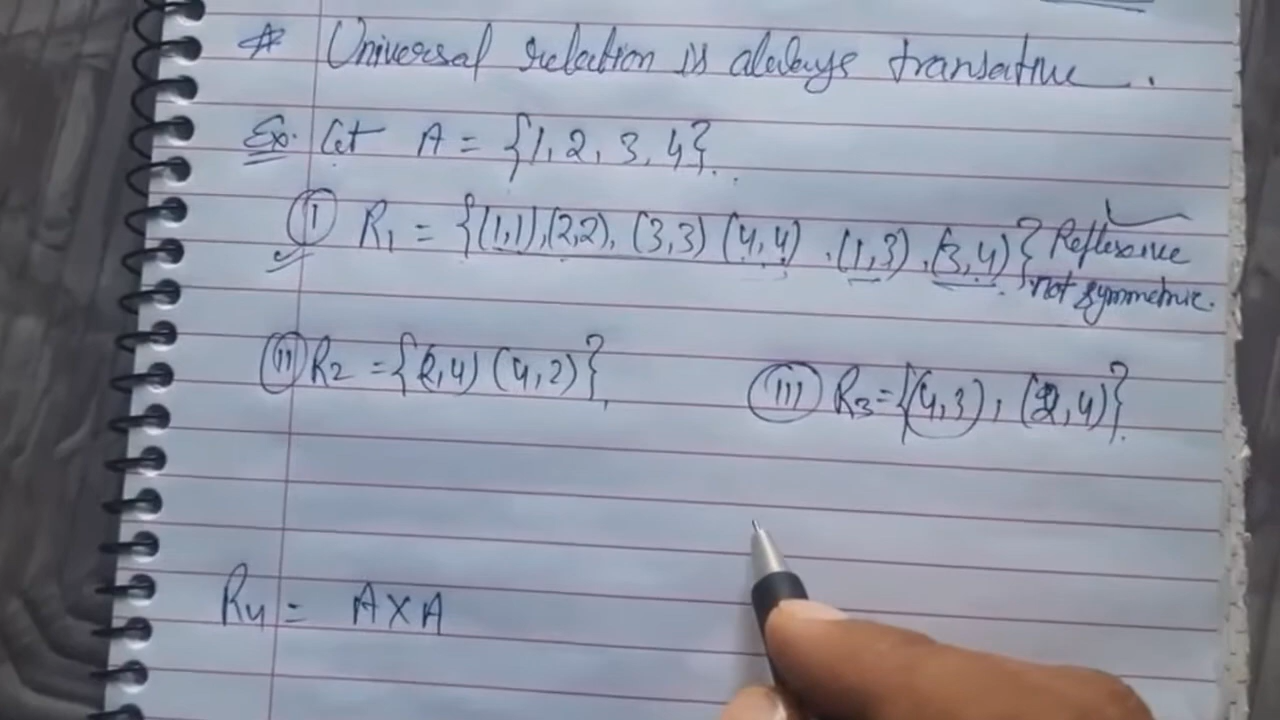 * Universal relation is always transative.
Ex. Let A = {1, 2, 3, 4}.
(I) R₁ = {(1,1),(2,2), (3,3) (4,4) .(1,3) .(3,4)} Reflexive
not symmetric.
(II) R₂ = {(2,4) (4,2)}
(III) R₃ = {(4,3), (2,4)}
R₄ = A×A